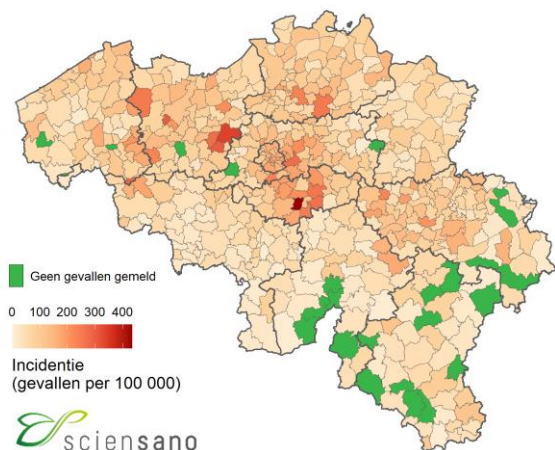 Geen gevallen gemeld
0 100 200 300 400
Incidentie
(gevallen per 100 000)
sciensano